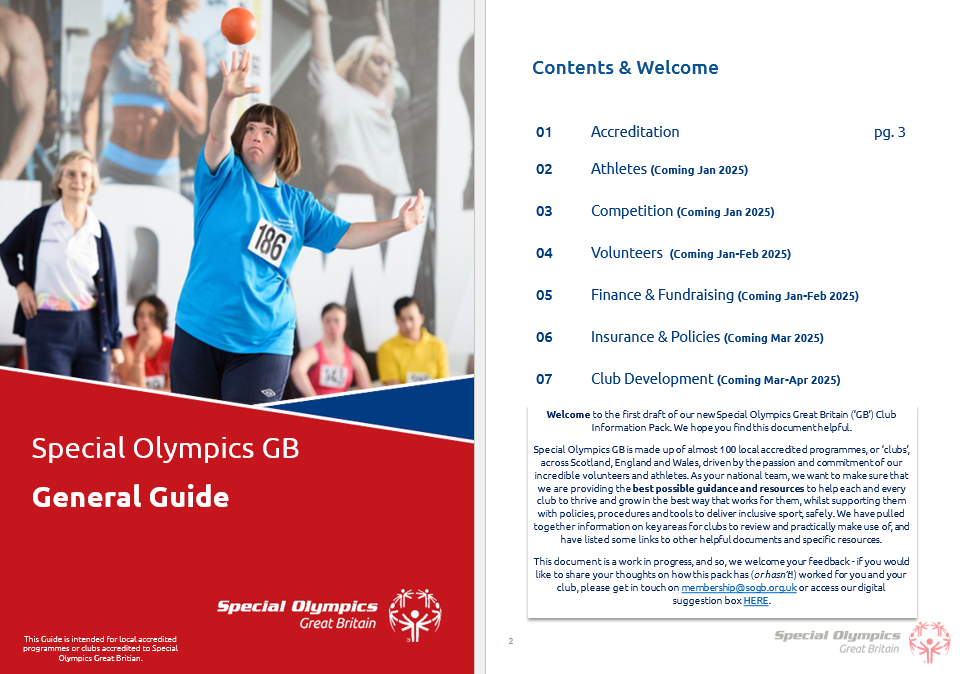 186
Special Olympics GB
General Guide
Special Olympics
Great Britain
This Guide is intended for local accredited
programmes or clubs accredited to Special
Olympics Great Britian.
Contents & Welcome
01 Accreditation pg. 3
02 Athletes (Coming Jan 2025)
03 Competition (Coming Jan 2025)
04 Volunteers (Coming Jan-Feb 2025)
05 Finance & Fundraising (Coming Jan-Feb 2025)
06 Insurance & Policies (Coming Mar 2025)
07 Club Development (Coming Mar-Apr 2025)
Welcome to the first draft of our new Special Olympics Great Britain ('GB') Club
Information Pack. We hope you find this document helpful.
Special Olympics GB is made up of almost 100 local accredited programmes, or 'clubs',
across Scotland, England and Wales, driven by the passion and commitment of our
incredible volunteers and athletes. As your national team, we want to make sure that
we are providing the best possible guidance and resources to help each and every
club to thrive and grow in the best way that works for them, whilst supporting them
with policies, procedures and tools to deliver inclusive sport, safely. We have pulled
together information on key areas for clubs to review and practically make use of, and
have listed some links to other helpful documents and specific resources.
This document is a work in progress, and so, we welcome your feedback - if you would
like to share your thoughts on how this pack has (or hasn't!) worked for you and your
club, please get in touch on membership@sogb.org.uk or access our digital
suggestion box HERE.
2
Special Olympics
Great Britain